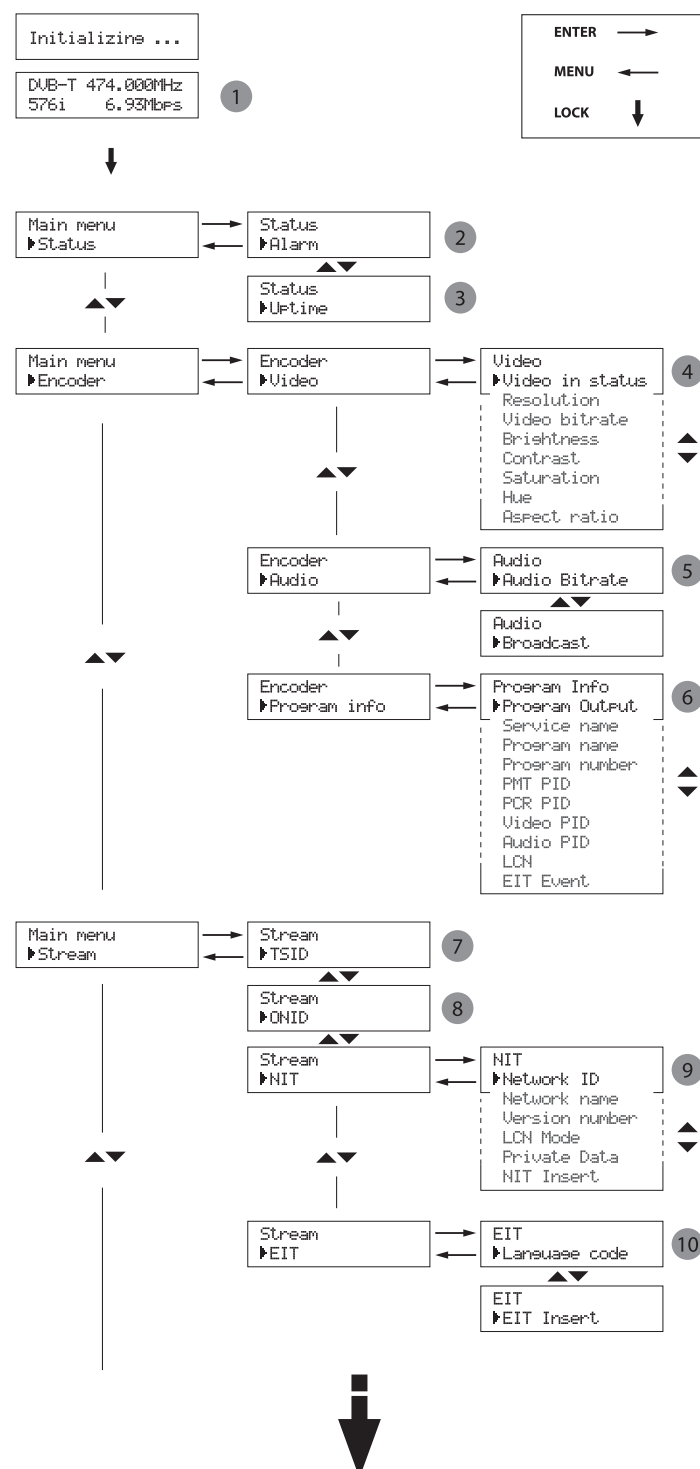 Initializing ...
DVB-T 474.000MHz
576i 6.93Mbps
1
ENTER
MENU
LOCK
Main menu
Status
Status
Alarm
2
Status
Uptime
3
Main menu
Encoder
Encoder
Video
Video
Video in status
Resolution
Video bitrate
Brightness
Contrast
Saturation
Hue
Aspect ratio
4
Encoder
Audio
Audio
Audio Bitrate
5
Audio
Broadcast
Encoder
Program info
Program Info
Program Output
Service name
Program name
Program number
PMT PID
PCR PID
Video PID
Audio PID
LCN
EIT Event
6
Main menu
Stream
Stream
TSID
7
Stream
ONID
8
Stream
NIT
NIT
Network ID
Network name
Version number
LCN Mode
Private Data
NIT Insert
9
Stream
EIT
EIT
Language code
10
EIT
EIT Insert